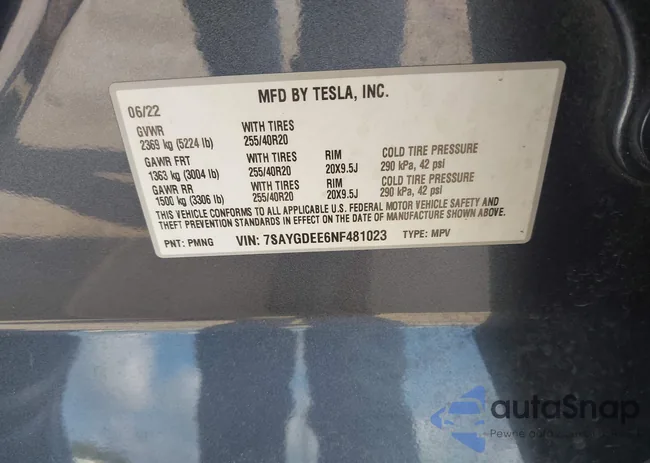 MFD BY TESLA, INC.
06/22
GVWR WITH TIRES
2369 kg (5224 lb) 255/40R20
GAWR FRT WITH TIRES RIM COLD TIRE PRESSURE
1363 kg (3004 lb) 255/40R20 20X9.5J 290 kPa, 42 psi
GAWR RR WITH TIRES RIM COLD TIRE PRESSURE
1500 kg (3306 lb) 255/40R20 20X9.5J 290 kPa, 42 psi
THIS VEHICLE CONFORMS TO ALL APPLICABLE U.S. FEDERAL MOTOR VEHICLE SAFETY AND
THEFT PREVENTION STANDARDS IN EFFECT ON THE DATE OF MANUFACTURE SHOWN ABOVE.
PNT: PMNG VIN: 7SAYGDEE6NF481023 TYPE: MPV
autoSnap
Pewne auto